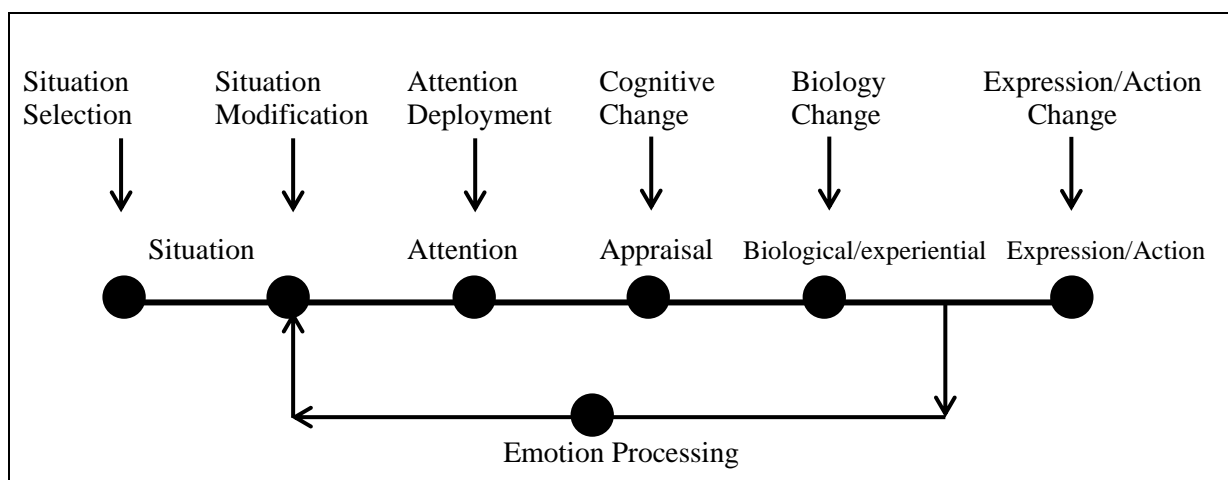 Situation Situation Attention Cognitive Biology Expression/Action
Selection Modification Deployment Change Change Change
Situation Attention Appraisal Biological/experiential Expression/Action
Emotion Processing